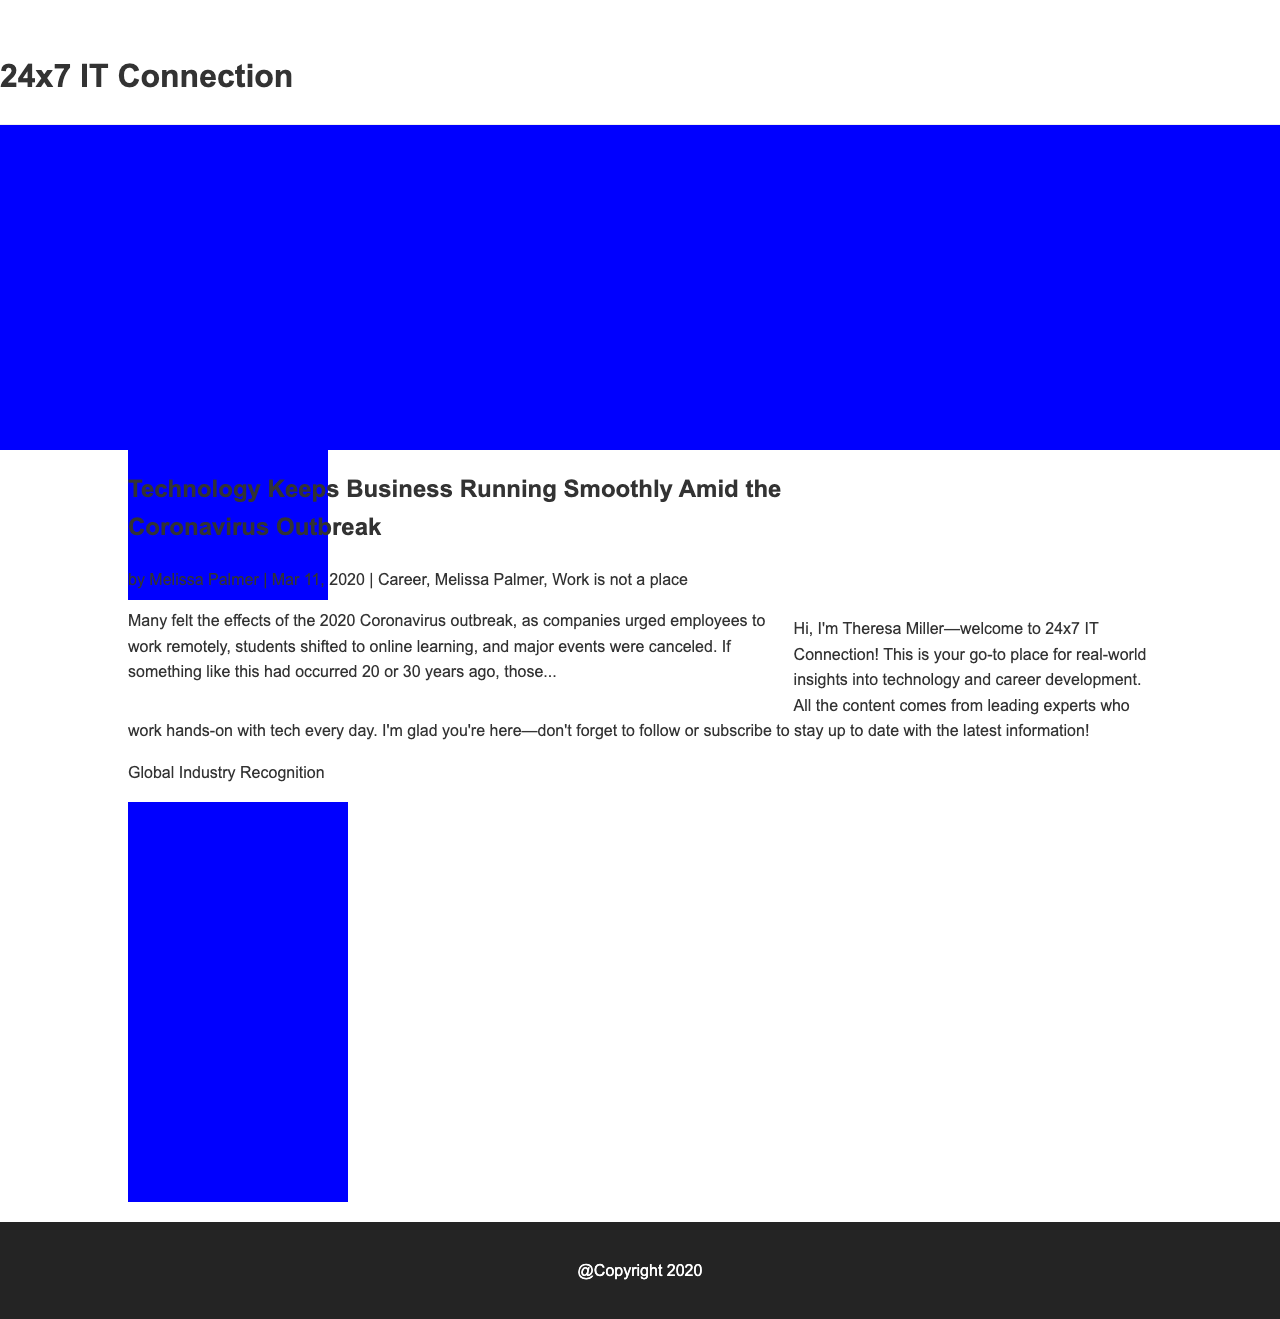 24x7 IT Connection
Technology Keeps Business Running Smoothly Amid the
Coronavirus Outbreak
by Melissa Palmer | Mar 11, 2020 | Career, Melissa Palmer, Work is not a place
Many felt the effects of the 2020 Coronavirus outbreak, as companies urged employees to
work remotely, students shifted to online learning, and major events were canceled. If
something like this had occurred 20 or 30 years ago, those...
Hi, I'm Theresa Miller—welcome to 24x7 IT
Connection! This is your go-to place for real-world
insights into technology and career development.
All the content comes from leading experts who
work hands-on with tech every day. I'm glad you're here—don't forget to follow or subscribe to stay up to date with the latest information!
Global Industry Recognition
@Copyright 2020